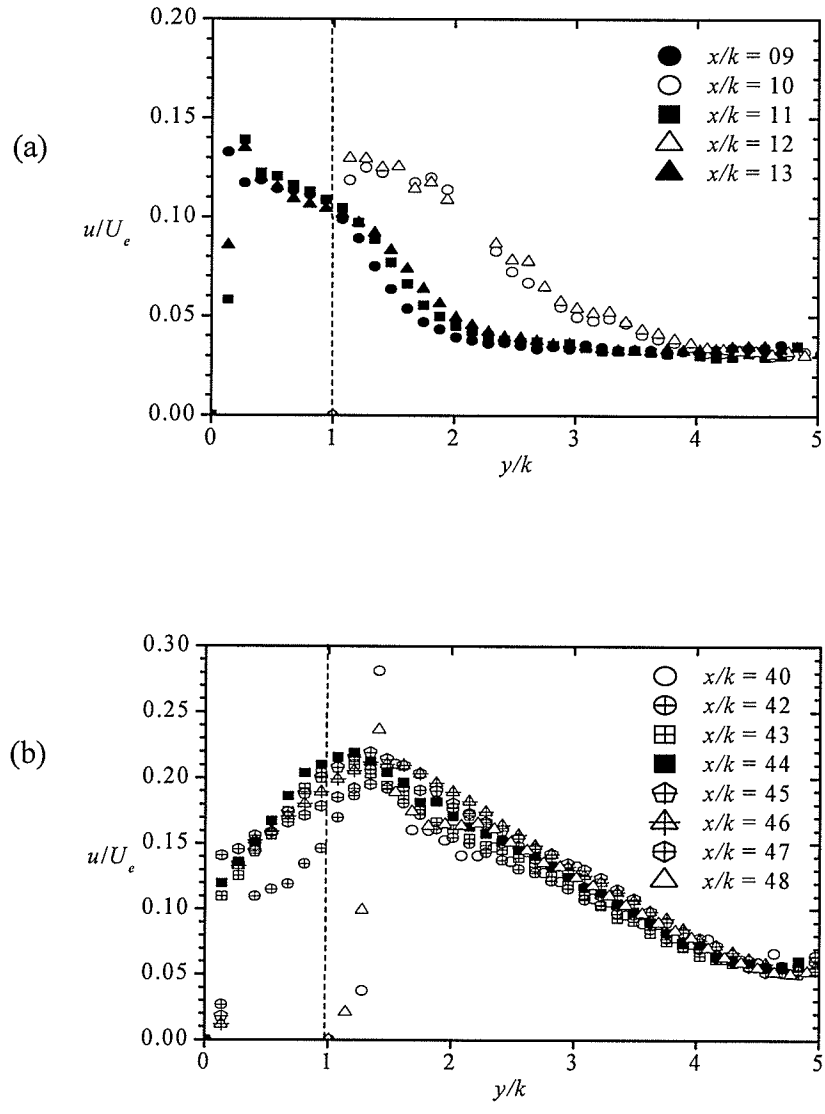 (a)
0.20
0.15
0.10
0.05
0.00
u/Uₑ
0 1 2 3 4 5
y/k
x/k = 09
x/k = 10
x/k = 11
x/k = 12
x/k = 13
(b)
0.30
0.25
0.20
0.15
0.10
0.05
0.00
u/Uₑ
0 1 2 3 4 5
y/k
x/k = 40
x/k = 42
x/k = 43
x/k = 44
x/k = 45
x/k = 46
x/k = 47
x/k = 48